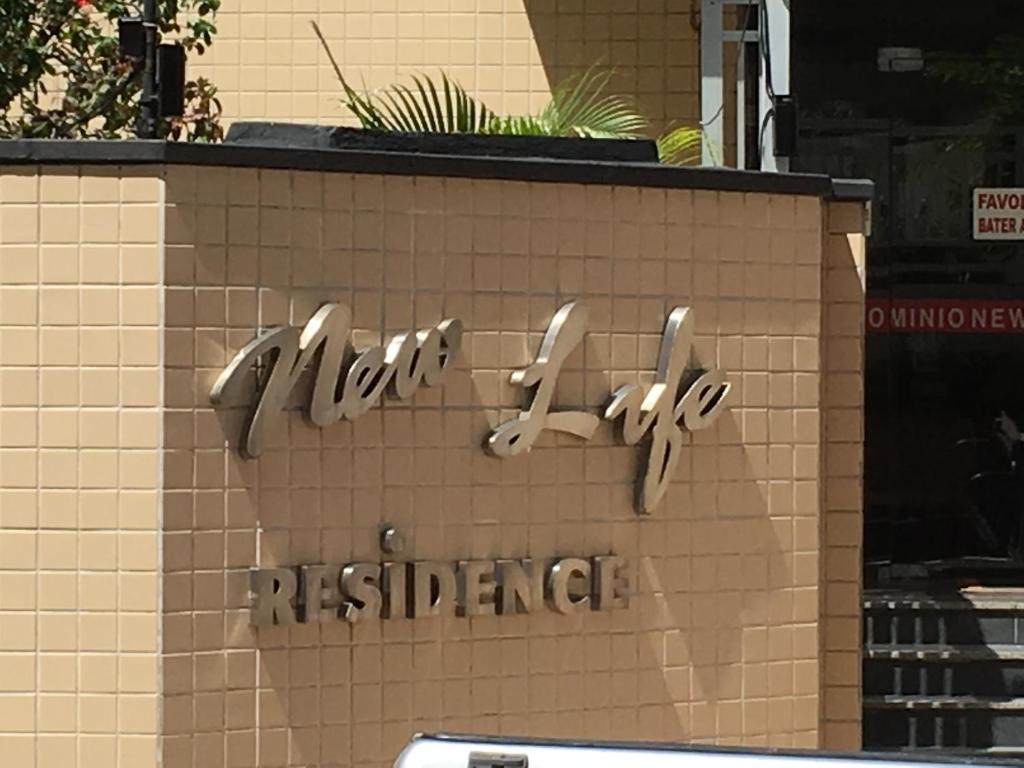 New Life
RESiDENCE
FAVO
BATER A
OMINIO NEW